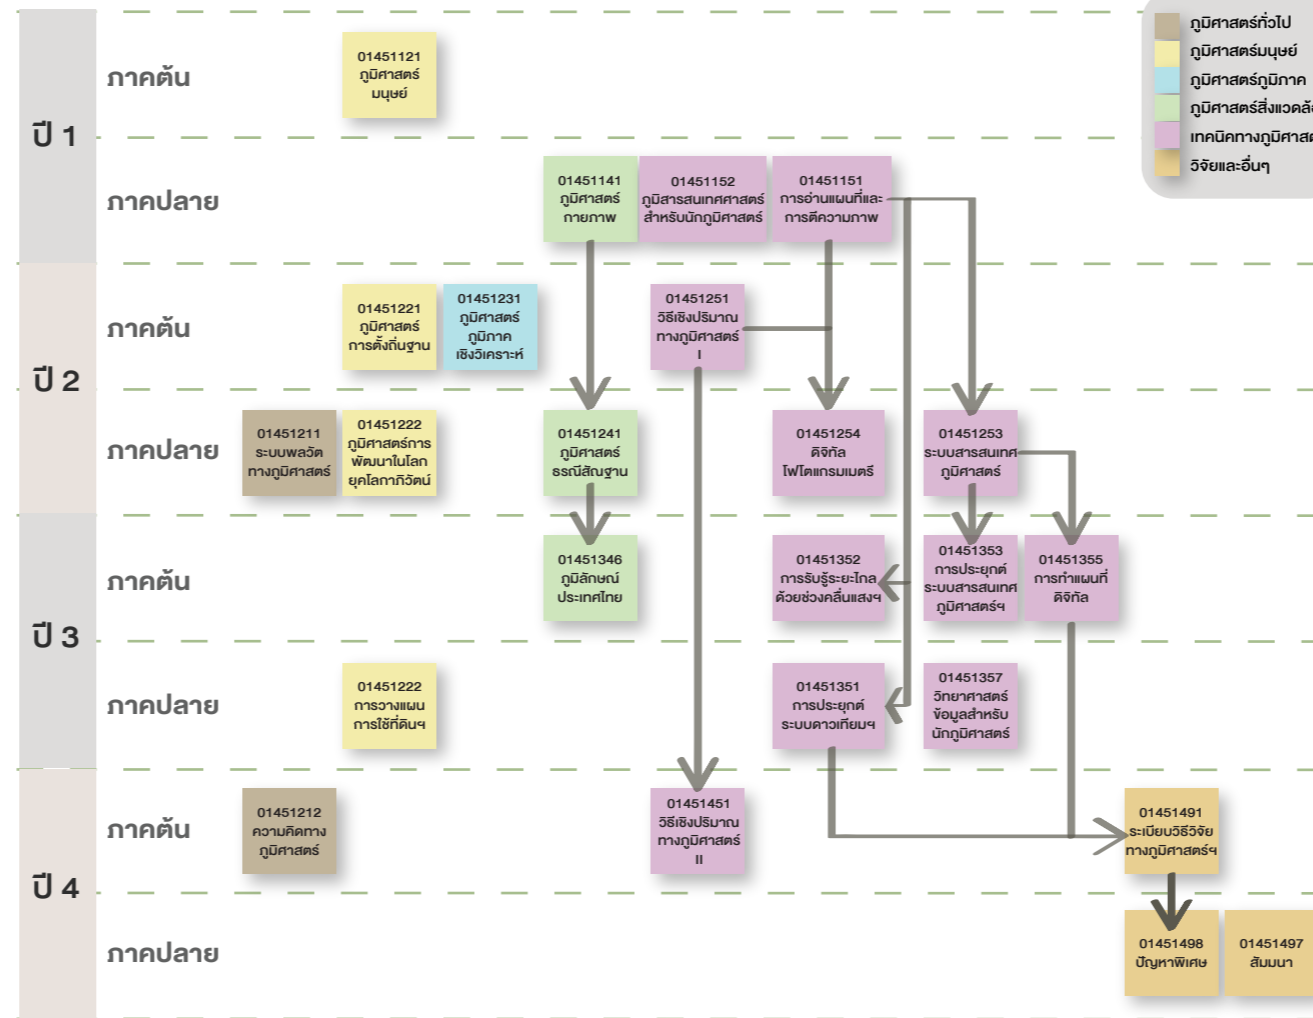 ภูมิศาสตร์ทั่วไป
ภูมิศาสตร์มนุษย์
ภูมิศาสตร์ภูมิภาค
ภูมิศาสตร์สิ่งแวดล้อ
เทคนิคทางภูมิศาสต
วิจัยและอื่นๆ
ปี 1
ภาคต้น
01451121
ภูมิศาสตร์
มนุษย์
ภาคปลาย
01451141
ภูมิศาสตร์
กายภาพ
01451152
ภูมิสารสนเทศศาสตร์
สำหรับนักภูมิศาสตร์
01451151
การอ่านแผนที่และ
การตีความภาพ
ปี 2
ภาคต้น
01451221
ภูมิศาสตร์
การตั้งถิ่นฐาน
01451231
ภูมิศาสตร์
ภูมิภาค
เชิงวิเคราะห์
01451251
วิธีเชิงปริมาณ
ทางภูมิศาสตร์
I
ภาคปลาย
01451211
ระบบพลวัต
ทางภูมิศาสตร์
01451222
ภูมิศาสตร์การ
พัฒนาในโลก
ยุคโลกาภิวัตน์
01451241
ภูมิศาสตร์
ธรณีสัณฐาน
01451254
ดิจิทัล
โฟโตแกรมเมตรี
01451253
ระบบสารสนเทศ
ภูมิศาสตร์
ปี 3
ภาคต้น
01451346
ภูมิลักษณ์
ประเทศไทย
01451352
การรับรู้ระยะไกล
ด้วยช่วงคลื่นแสงฯ
01451353
การประยุกต์
ระบบสารสนเทศ
ภูมิศาสตร์ฯ
01451355
การทำแผนที่
ดิจิทัล
ภาคปลาย
01451222
การวางแผน
การใช้ที่ดินฯ
01451351
การประยุกต์
ระบบดาวเทียมฯ
01451357
วิทยาศาสตร์
ข้อมูลสำหรับ
นักภูมิศาสตร์
ปี 4
ภาคต้น
01451212
ความคิดทาง
ภูมิศาสตร์
01451451
วิธีเชิงปริมาณ
ทางภูมิศาสตร์
II
01451491
ระเบียบวิธีวิจัย
ทางภูมิศาสตร์ฯ
ภาคปลาย
01451498
ปัญหาพิเศษ
01451497
สัมมนา